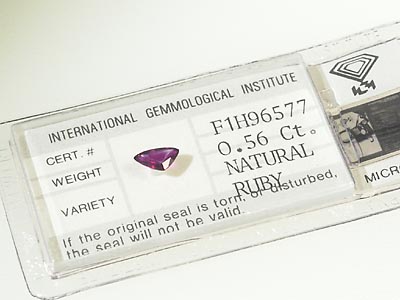 INTERNATIONAL GEMMOLOGICAL INSTITUTE
CERT. # F1H96577
WEIGHT 0.56 Ct.
VARIETY NATURAL
RUBY
If the original seal is torn, or disturbed,
the seal will not be valid.
MICRO